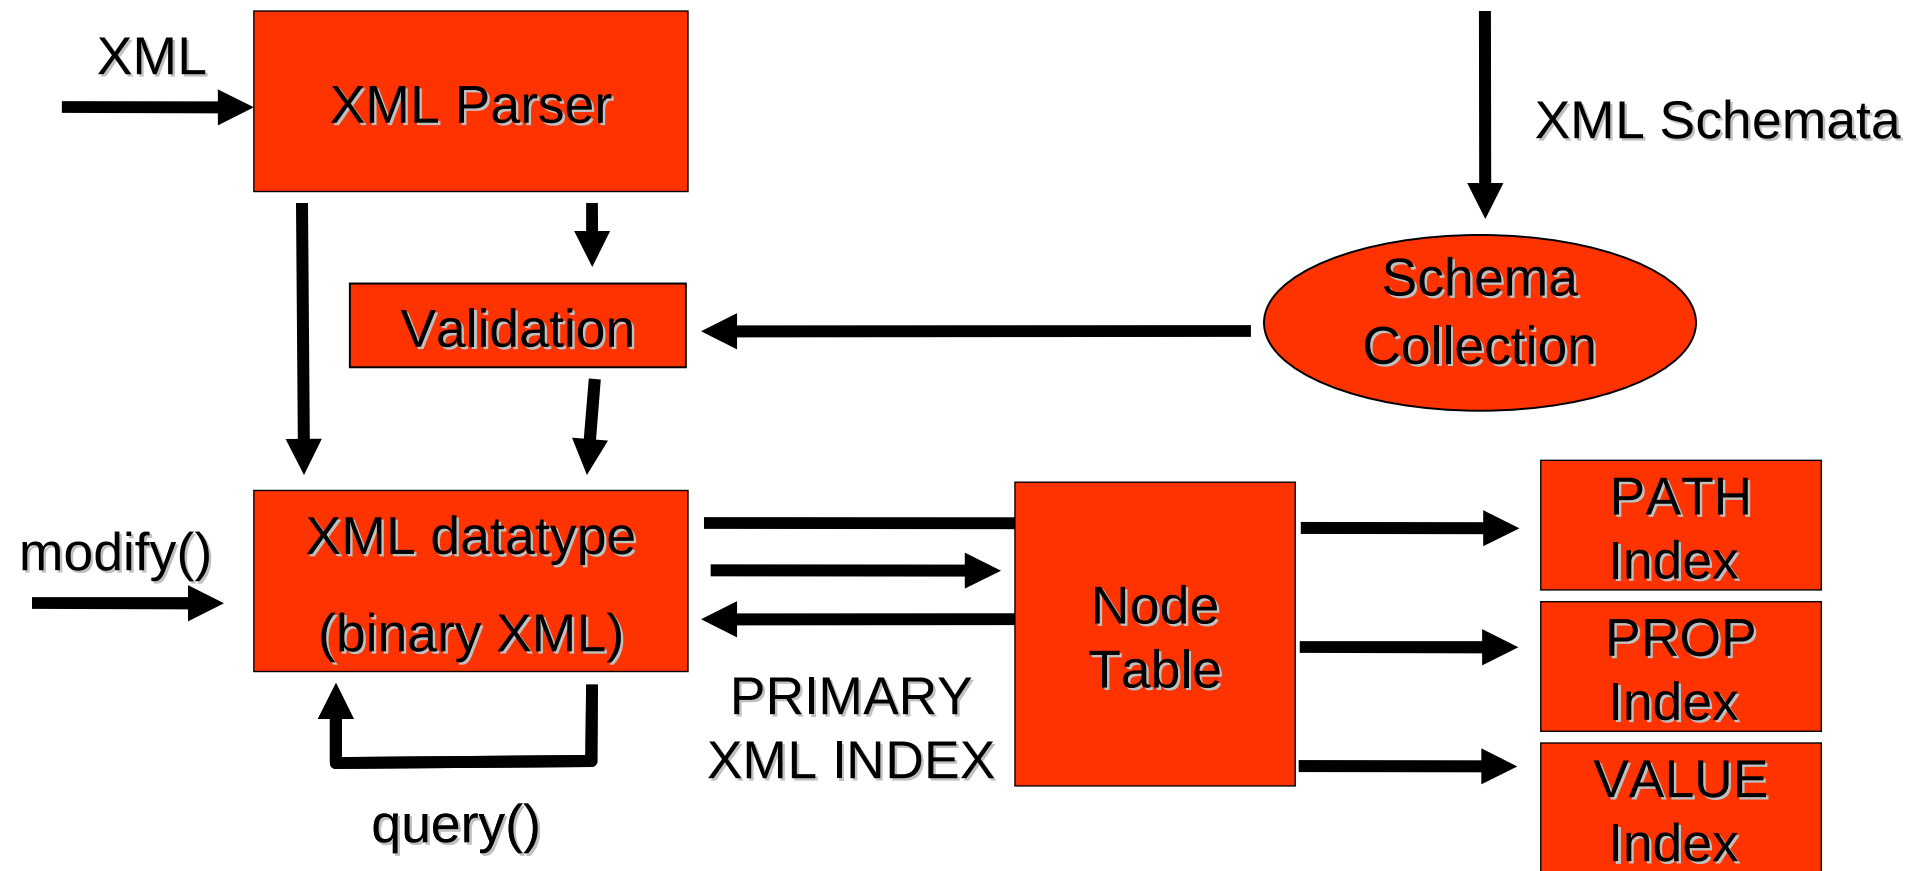 XML
XML Parser
XML Schemata
Validation
Schema
Collection
modify()
XML datatype
(binary XML)
query()
PRIMARY
XML INDEX
Node
Table
PATH
Index
PROP
Index
VALUE
Index